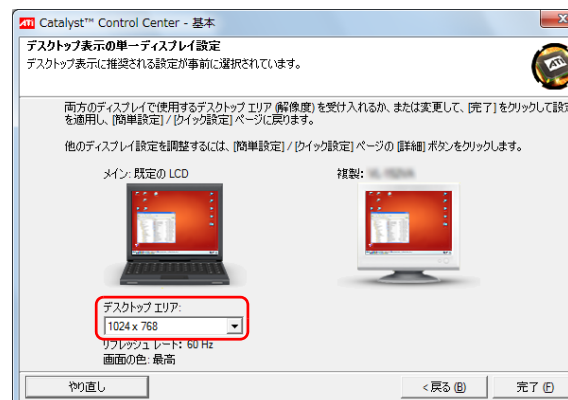 ATI Catalyst™ Control Center - 基本
デスクトップ表示の単一ディスプレイ設定
デスクトップ表示に推奨される設定が事前に選択されています。
ATI
両方のディスプレイで使用するデスクトップ エリア (解像度) を受け入れるか、または変更して、[完了] をクリックして設定
を適用し、[簡単設定] / [クイック設定] ページに戻ります。
他のディスプレイ設定を調整するには、[簡単設定] / [クイック設定] ページの [詳細] ボタンをクリックします。
メイン: 既定の LCD
複製:
デスクトップ エリア:
1024 x 768
リフレッシュ レート: 60 Hz
画面の色: 最高
やり直し
< 戻る (B)
完了 (F)